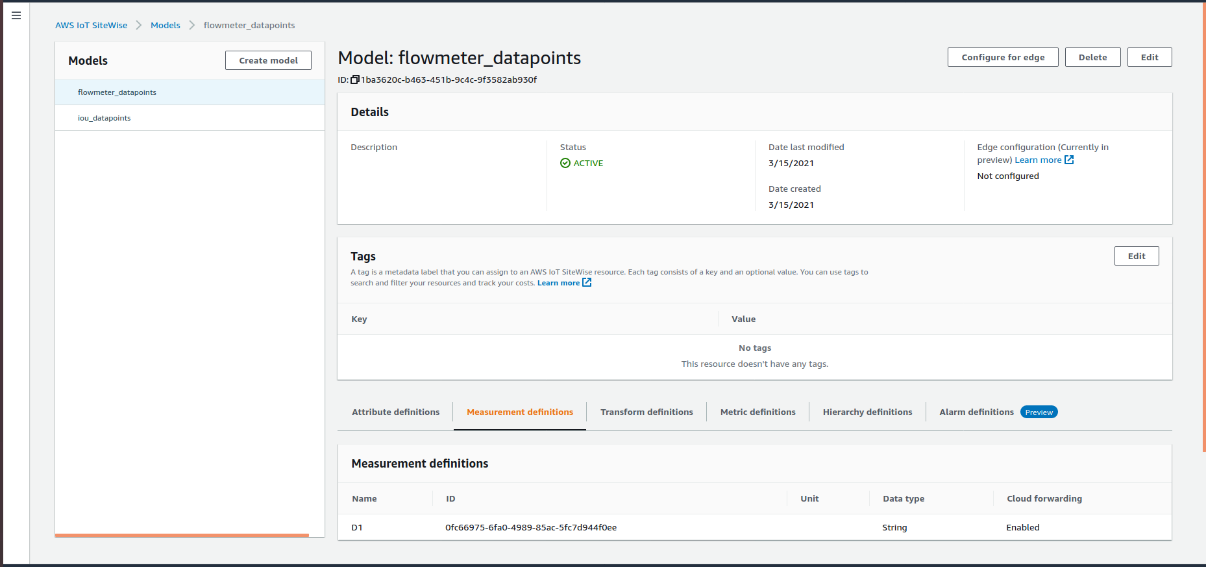 AWS IoT SiteWise > Models > flowmeter_datapoints
Models
Create model
flowmeter_datapoints
iou_datapoints
Model: flowmeter_datapoints
Configure for edge
Delete
Edit
ID: 1ba3620c-b463-451b-9c4c-9f3582ab930f
Details
Description
Status
ACTIVE
Date last modified
3/15/2021
Date created
3/15/2021
Edge configuration (Currently in
preview) Learn more
Not configured
Tags
Edit
A tag is a metadata label that you can assign to an AWS IoT SiteWise resource. Each tag consists of a key and an optional value. You can use tags to
search and filter your resources and track your costs. Learn more
Key Value
No tags
This resource doesn't have any tags.
Attribute definitions Measurement definitions Transform definitions Metric definitions Hierarchy definitions Alarm definitions Preview
Measurement definitions
Name ID Unit Data type Cloud forwarding
D1 0fc66975-6fa0-4989-85ac-5fc7d944f0ee String Enabled